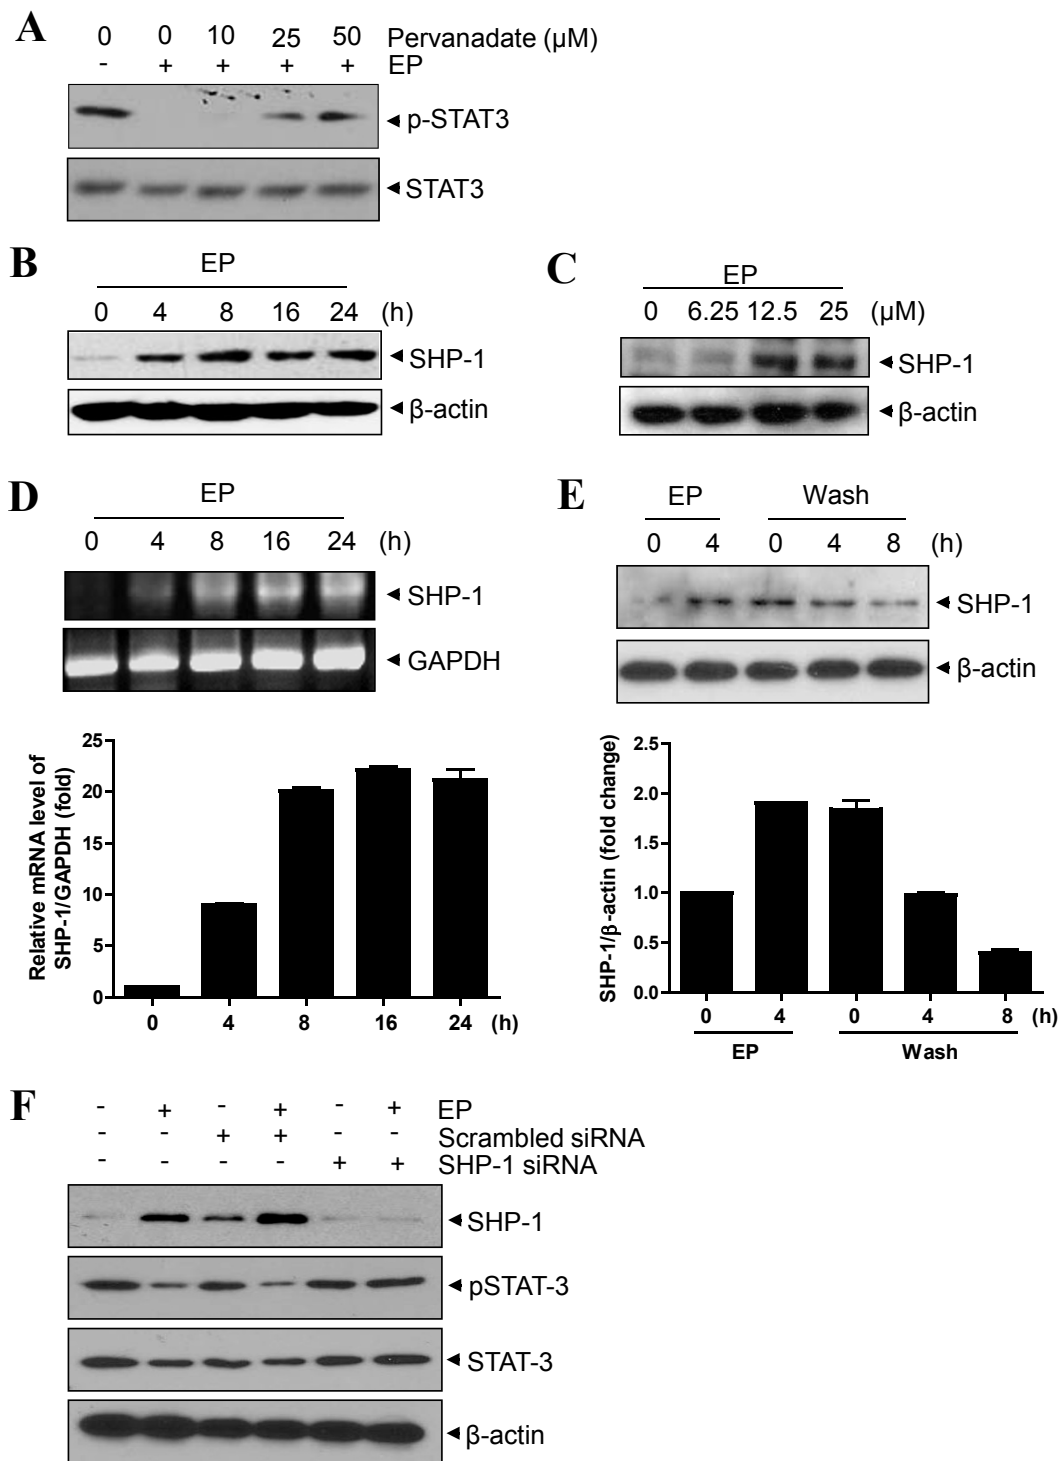 A
0 0 10 25 50 Pervanadate (µM)
- + + + + EP
p-STAT3
STAT3
B
EP
0 4 8 16 24 (h)
SHP-1
β-actin
C
EP
0 6.25 12.5 25 (µM)
SHP-1
β-actin
D
EP
0 4 8 16 24 (h)
SHP-1
GAPDH
Relative mRNA level of
SHP-1/GAPDH (fold)
25
20
15
10
5
0
0 4 8 16 24 (h)
E
EP Wash
0 4 0 4 8 (h)
SHP-1
β-actin
SHP-1/β-actin (fold change)
2.5
2.0
1.5
1.0
0.5
0.0
0 4 0 4 8 (h)
EP Wash
F
- + - + - + EP
- - + + - - Scrambled siRNA
- - - - + + SHP-1 siRNA
SHP-1
pSTAT-3
STAT-3
β-actin